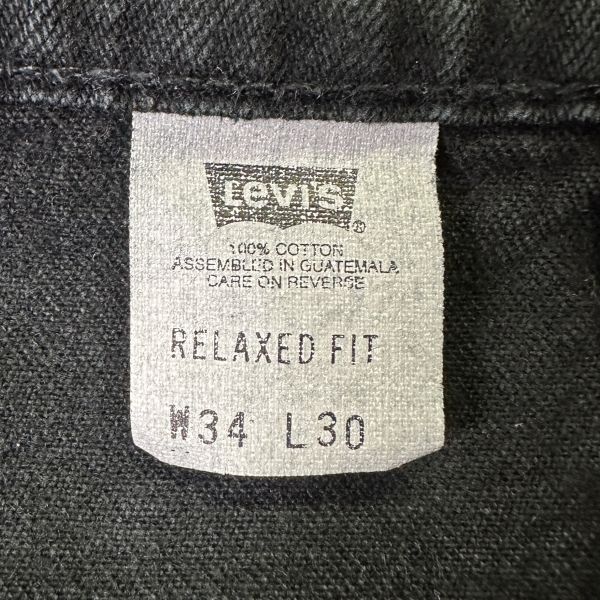 Levi's®
100% COTTON
ASSEMBLED IN GUATEMALA
CARE ON REVERSE
RELAXED FIT
W34 L30